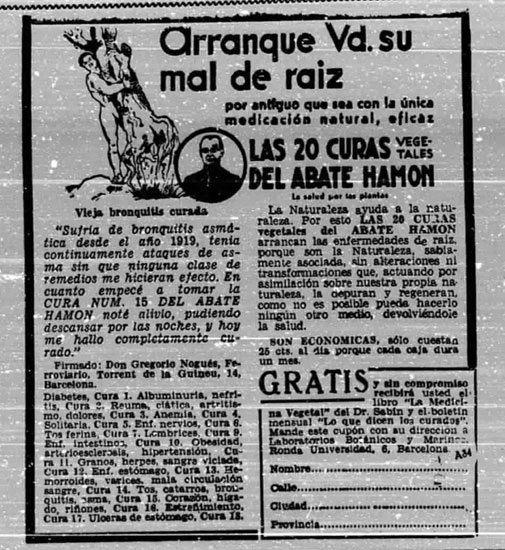 Arranque Vd. su
mal de raiz
por antiguo que sea con la única
medicación natural, eficaz
LAS 20 CURAS VEGE-
TALES
DEL ABATE HAMON
La salud por las plantas
Vieja bronquitis curada
"Sufría de bronquitis asmá-
tica desde el año 1919, tenía
continuamente ataques de as-
ma sin que ninguna clase de
remedios me hicieran efecto. En
cuanto empecé a tomar la
CURA NUM. 15 DEL ABATE
HAMON noté alivio, pudiendo
descansar por las noches, y hoy
me hallo completamente cu-
rado."
Firmado: Don Gregorio Nogués, Fe-
rroviario, Torrent de la Guineu, 14,
Barcelona.
Diabetes, Cura 1. Albuminuria, nefri-
tis, Cura 2. Reuma, ciática, artritis-
mo, dolores, Cura 3. Anemia, Cura 4.
Solitaria, Cura 5. Enf. nervios, Cura 6.
Tos ferina, Cura 7. Lombrices, Cura 9.
Enf. intestino, Cura 10. Obesidad,
arterioesclerosis, hipertensión, Cu-
ra 11. Granos, herpes, sangre viciada,
Cura 12. Enf. estómago, Cura 13. He-
morroides, varices, mala circulación
sangre, Cura 14. Tos, catarros, bron-
quitis, asma, Cura 15. Corazón, híga-
do, riñones, Cura 16. Estreñimiento,
Cura 17. Ulceras de estómago, Cura 18.
La Naturaleza ayuda a la natu-
raleza. Por esto LAS 20 CURAS
vegetales del ABATE HAMON
arrancan las enfermedades de raíz,
porque son la Naturaleza, sabia-
mente asociada, sin alteraciones ni
transformaciones que, actuando por
asimilación sobre nuestra propia na-
turaleza, la depuran y regeneran,
como no es posible pueda hacerlo
ningún otro medio, devolviéndole
la salud.
SON ECONOMICAS, sólo cuestan
25 cts. al día porque cada caja dura
un mes.
GRATIS y sin compromiso
recibirá usted el
libro "La Medici-
na Vegetal" del Dr. Sabin y el boletín
mensual "Lo que dicen los curados".
Mande este cupón con su dirección a
Laboratorios Botánicos y Marinos,
Ronda Universidad, 6, Barcelona
A34
Nombre
Calle
Ciudad
Provincia